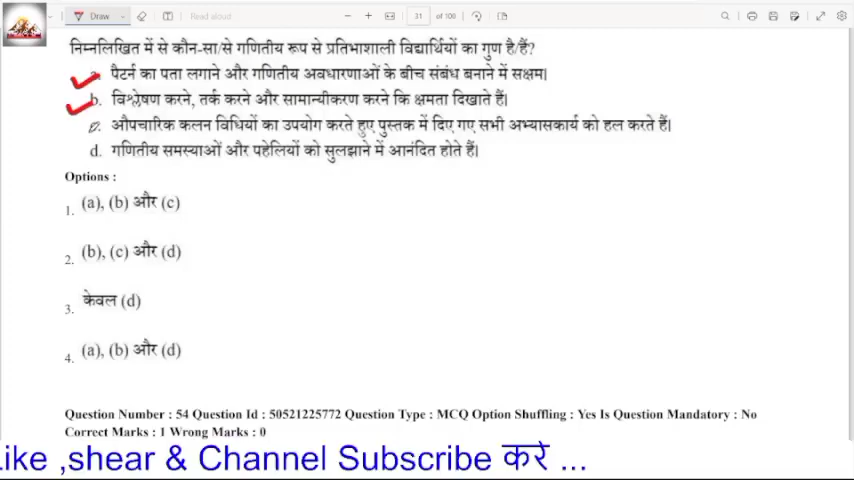 Draw
Read aloud
31 of 100
निम्नलिखित में से कौन-सा/से गणितीय रूप से प्रतिभाशाली विद्यार्थियों का गुण है/हैं?
a. पैटर्न का पता लगाने और गणितीय अवधारणाओं के बीच संबंध बनाने में सक्षम।
b. विश्लेषण करने, तर्क करने और सामान्यीकरण करने कि क्षमता दिखाते हैं।
c. औपचारिक कलन विधियों का उपयोग करते हुए पुस्तक में दिए गए सभी अभ्यासकार्य को हल करते हैं।
d. गणितीय समस्याओं और पहेलियों को सुलझाने में आनंदित होते हैं।
Options :
1. (a), (b) और (c)
2. (b), (c) और (d)
3. केवल (d)
4. (a), (b) और (d)
Question Number : 54 Question Id : 50521225772 Question Type : MCQ Option Shuffling : Yes Is Question Mandatory : No
Correct Marks : 1 Wrong Marks : 0
Like ,shear & Channel Subscribe करें ...